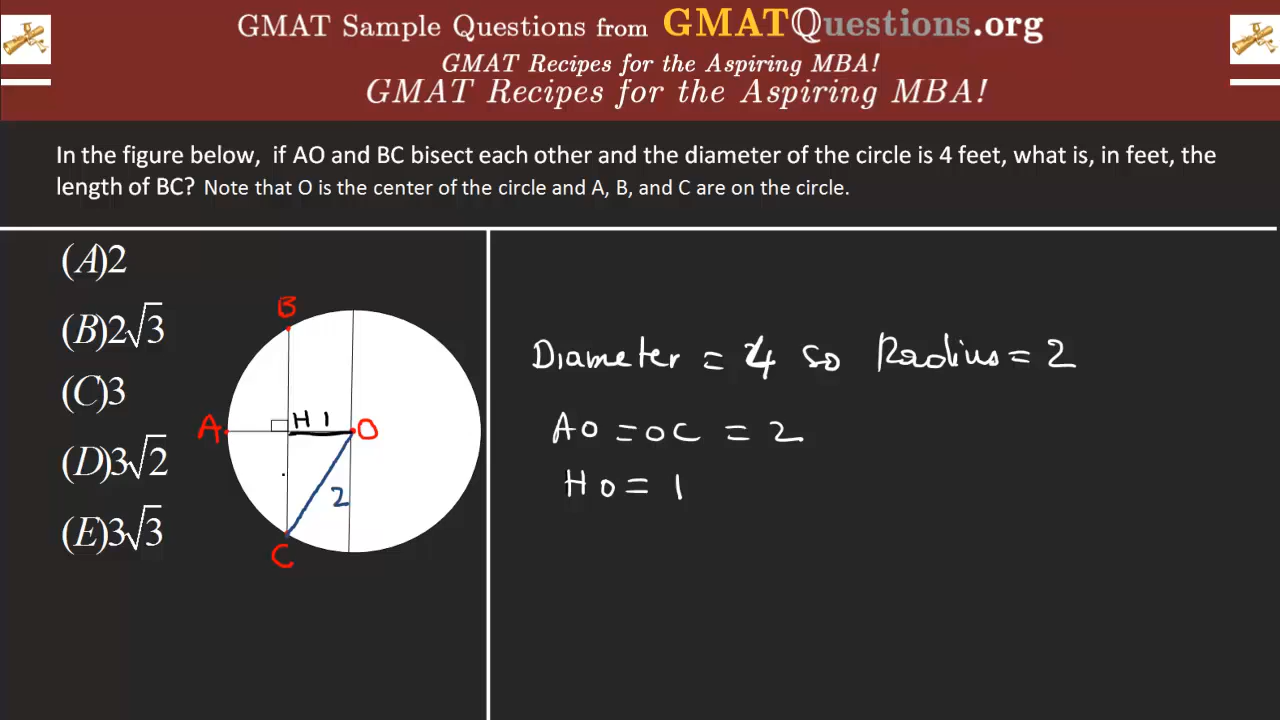 GMAT Sample Questions from GMATQuestions.org
GMAT Recipes for the Aspiring MBA!
GMAT Recipes for the Aspiring MBA!
In the figure below, if AO and BC bisect each other and the diameter of the circle is 4 feet, what is, in feet, the
length of BC? Note that O is the center of the circle and A, B, and C are on the circle.
(A)2
(B)2√3
(C)3
(D)3√2
(E)3√3
B
A
H 1
O
2
C
Diameter = 4 so Radius = 2
AO = OC = 2
HO = 1